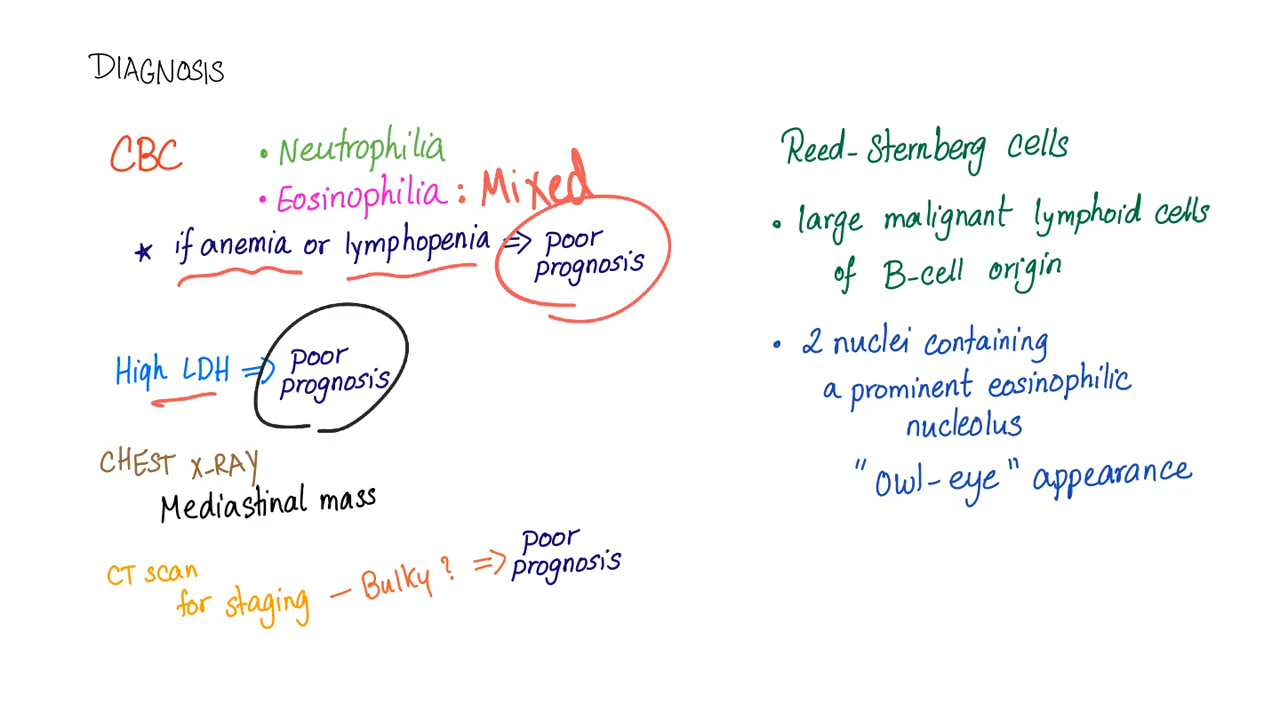 DIAGNOSIS
CBC
• Neutrophilia
• Eosinophilia : Mixed
★ if anemia or lymphopenia => poor
prognosis
High LDH => poor
prognosis
CHEST X-RAY
Mediastinal mass
CT scan
for staging – Bulky? => poor
prognosis
Reed-Sternberg cells
• large malignant lymphoid cells
of B-cell origin
• 2 nuclei containing
a prominent eosinophilic
nucleolus
"owl-eye" appearance